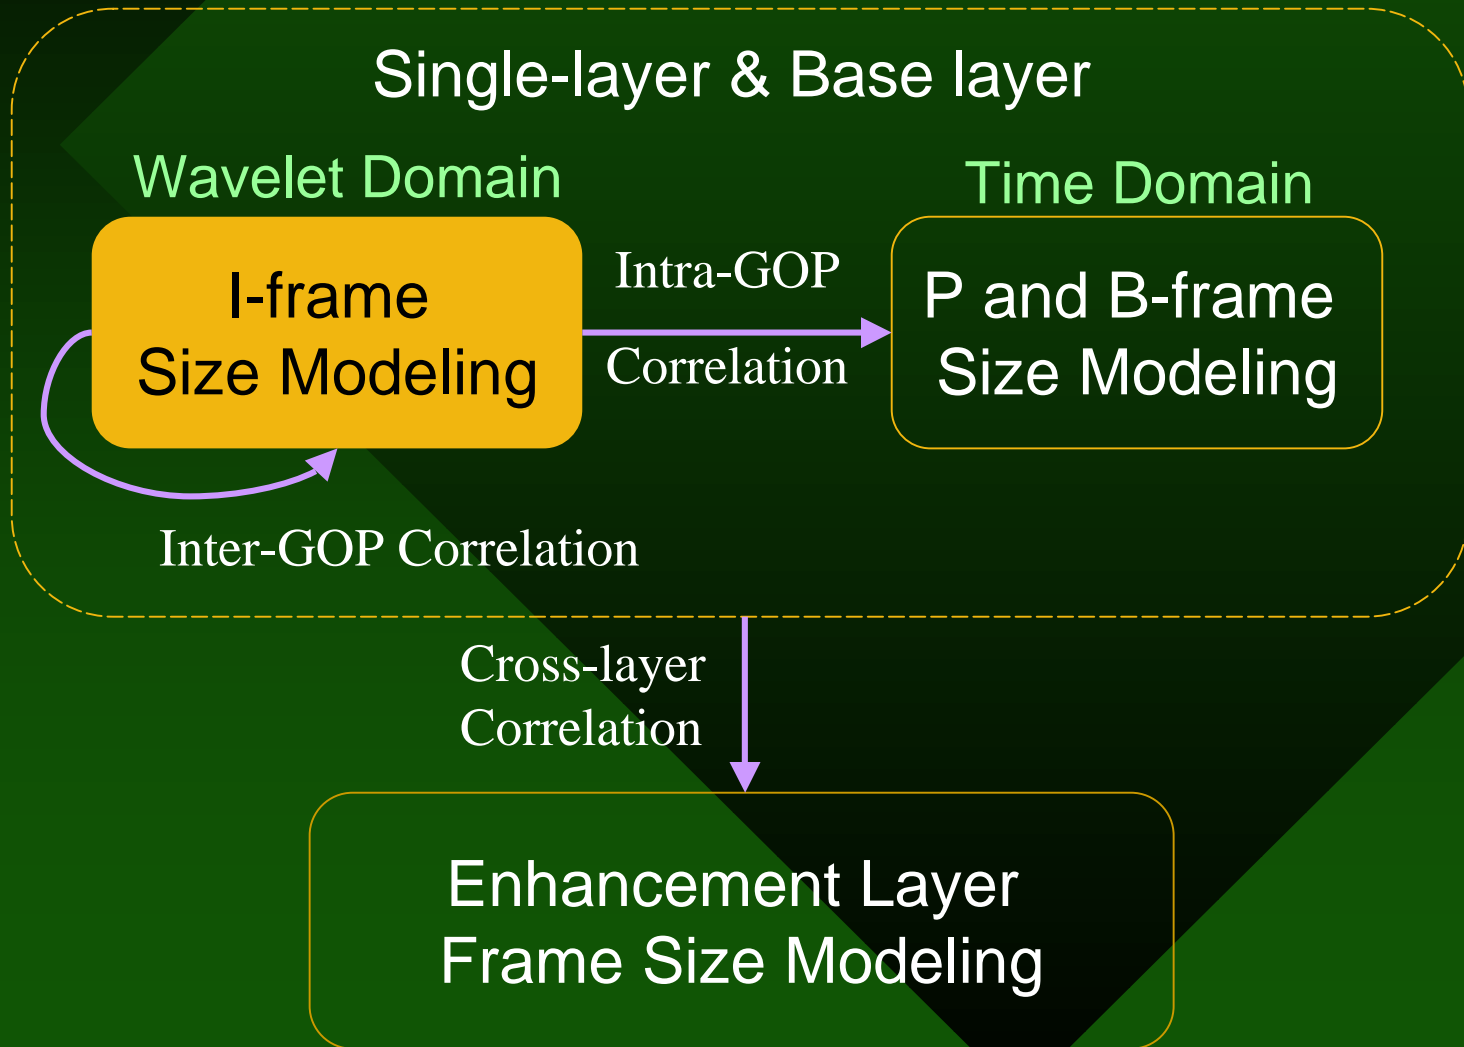 Single-layer & Base layer
Wavelet Domain
Time Domain
I-frame
Size Modeling
Intra-GOP
Correlation
P and B-frame
Size Modeling
Inter-GOP Correlation
Cross-layer
Correlation
Enhancement Layer
Frame Size Modeling